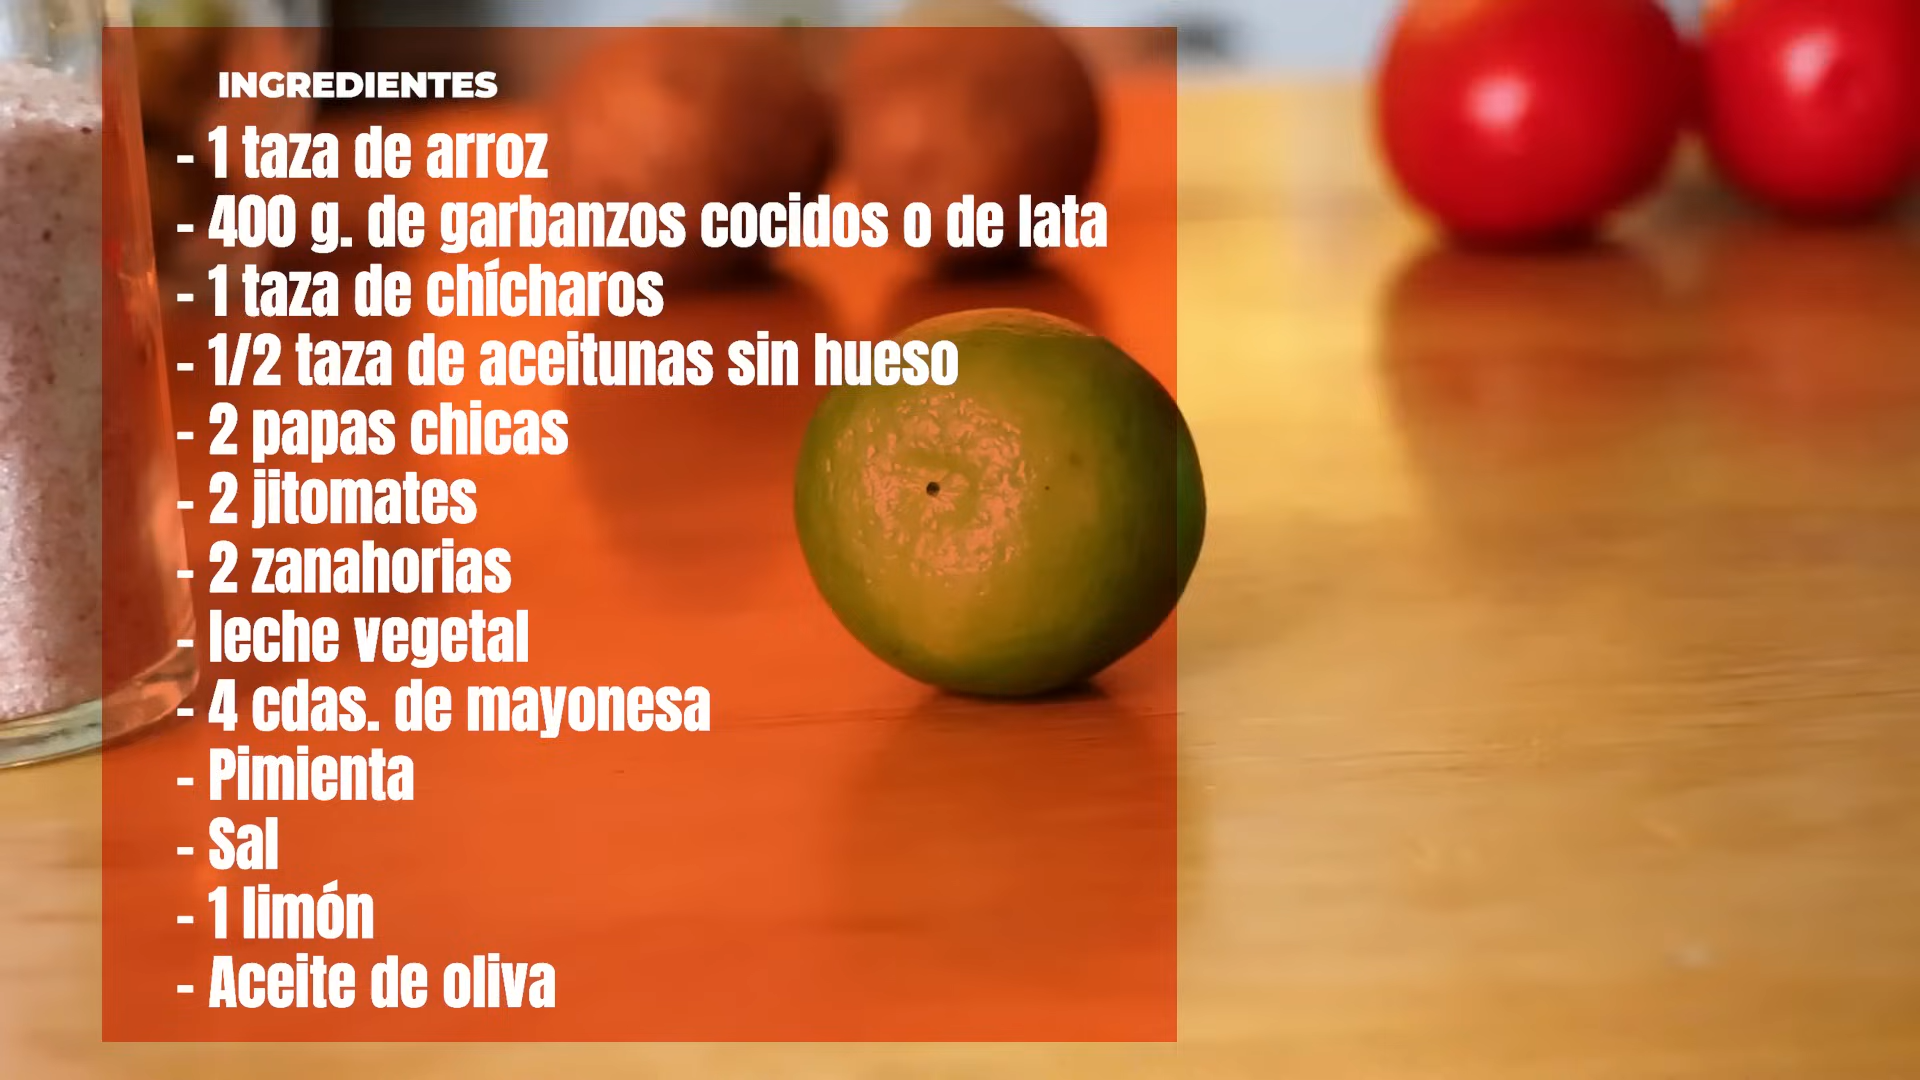 INGREDIENTES
- 1 taza de arroz
- 400 g. de garbanzos cocidos o de lata
- 1 taza de chícharos
- 1/2 taza de aceitunas sin hueso
- 2 papas chicas
- 2 jitomates
- 2 zanahorias
- leche vegetal
- 4 cdas. de mayonesa
- Pimienta
- Sal
- 1 limón
- Aceite de oliva